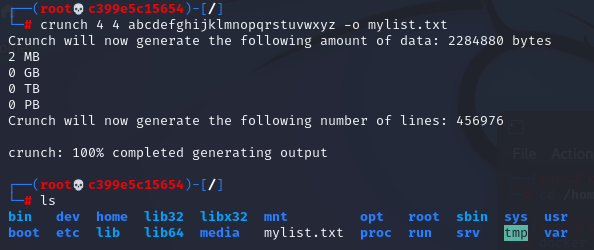 ┌──(root💀c399e5c15654)-[/]
└─# crunch 4 4 abcdefghijklmnopqrstuvwxyz -o mylist.txt
Crunch will now generate the following amount of data: 2284880 bytes
2 MB
0 GB
0 TB
0 PB
Crunch will now generate the following number of lines: 456976
crunch: 100% completed generating output
┌──(root💀c399e5c15654)-[/]
└─# ls
bin dev home lib32 libx32 mnt opt root sbin sys usr
boot etc lib lib64 media mylist.txt proc run srv tmp var
File Action